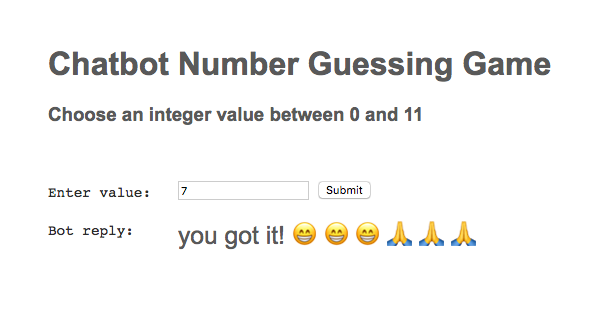 Chatbot Number Guessing Game
Choose an integer value between 0 and 11
Enter value: 7 Submit
Bot reply: you got it! 😁 😁 😁 🙏 🙏 🙏